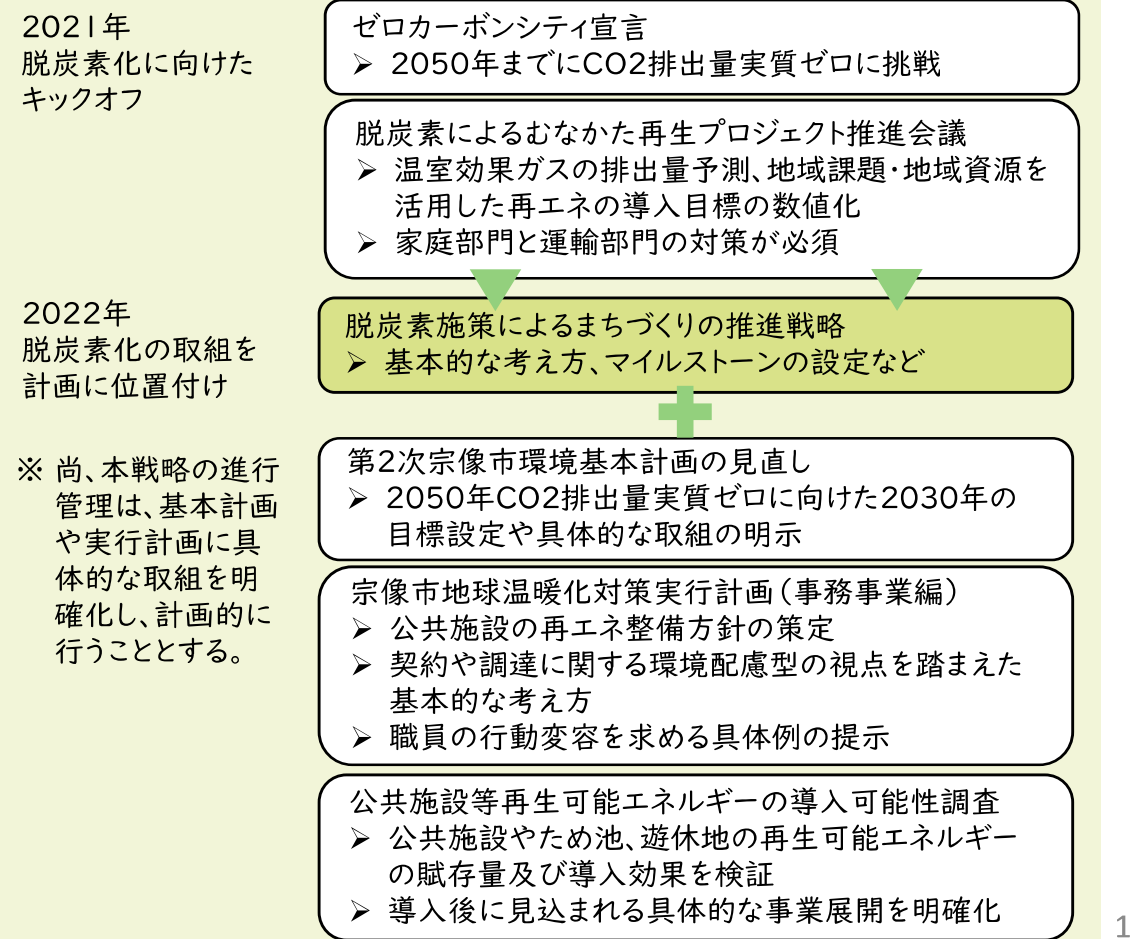 2021年
脱炭素化に向けた
キックオフ
ゼロカーボンシティ宣言
➢ 2050年までにCO2排出量実質ゼロに挑戦
脱炭素によるむなかた再生プロジェクト推進会議
➢ 温室効果ガスの排出量予測、地域課題・地域資源を
活用した再エネの導入目標の数値化
➢ 家庭部門と運輸部門の対策が必須
2022年
脱炭素化の取組を
計画に位置付け
脱炭素施策によるまちづくりの推進戦略
➢ 基本的な考え方、マイルストーンの設定など
※ 尚、本戦略の進行
管理は、基本計画
や実行計画に具
体的な取組を明
確化し、計画的に
行うこととする。
第2次宗像市環境基本計画の見直し
➢ 2050年CO2排出量実質ゼロに向けた2030年の
目標設定や具体的な取組の明示
宗像市地球温暖化対策実行計画（事務事業編）
➢ 公共施設の再エネ整備方針の策定
➢ 契約や調達に関する環境配慮型の視点を踏まえた
基本的な考え方
➢ 職員の行動変容を求める具体例の提示
公共施設等再生可能エネルギーの導入可能性調査
➢ 公共施設やため池、遊休地の再生可能エネルギー
の賦存量及び導入効果を検証
➢ 導入後に見込まれる具体的な事業展開を明確化
1